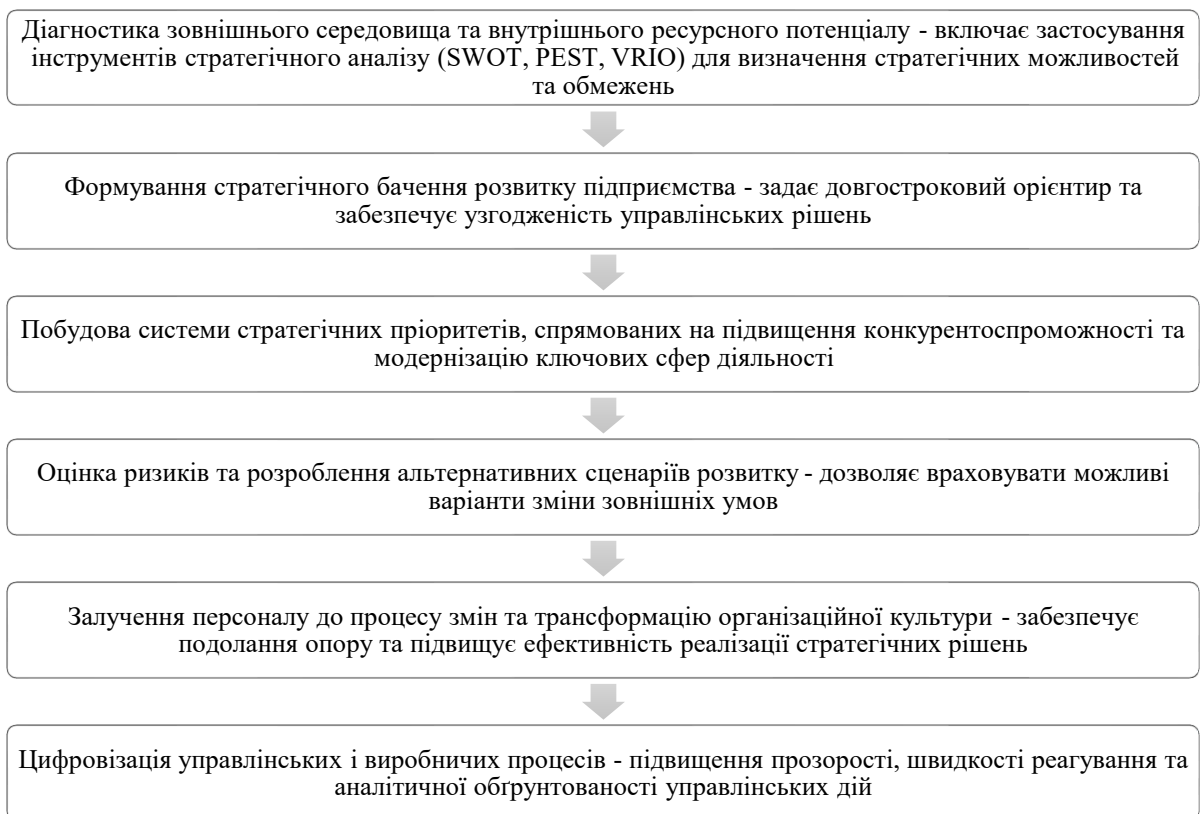 Діагностика зовнішнього середовища та внутрішнього ресурсного потенціалу - включає застосування
інструментів стратегічного аналізу (SWOT, PEST, VRIO) для визначення стратегічних можливостей
та обмежень
Формування стратегічного бачення розвитку підприємства - задає довгостроковий орієнтир та
забезпечує узгодженість управлінських рішень
Побудова системи стратегічних пріоритетів, спрямованих на підвищення конкурентоспроможності та
модернізацію ключових сфер діяльності
Оцінка ризиків та розроблення альтернативних сценаріїв розвитку - дозволяє враховувати можливі
варіанти зміни зовнішніх умов
Залучення персоналу до процесу змін та трансформацію організаційної культури - забезпечує
подолання опору та підвищує ефективність реалізації стратегічних рішень
Цифровізація управлінських і виробничих процесів - підвищення прозорості, швидкості реагування та
аналітичної обґрунтованості управлінських дій